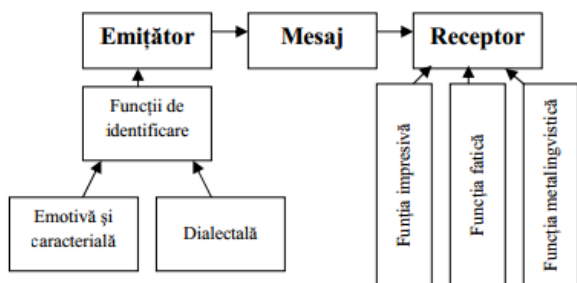 Emițător
Mesaj
Receptor
Funcții de
identificare
Emotivă și
caracterială
Dialectală
Funția impresivă
Funcția fatică
Funcția metalingvistică